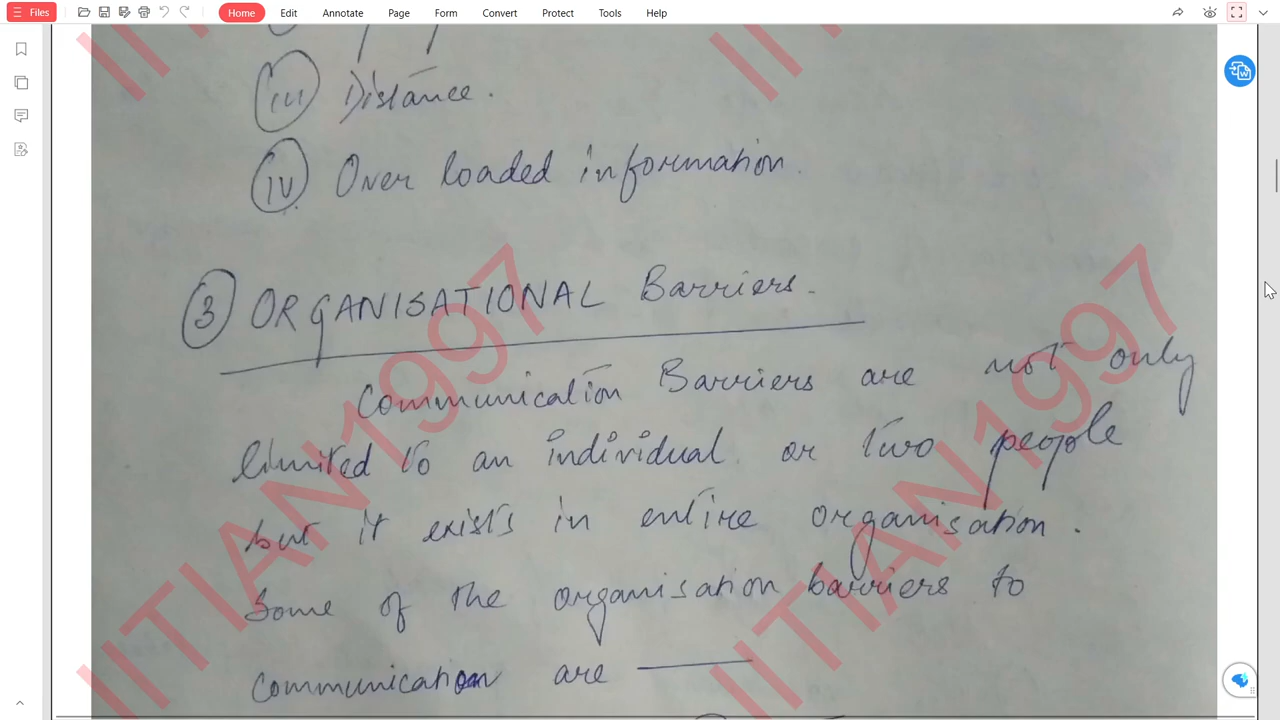 Files
Home Edit Annotate Page Form Convert Protect Tools Help
(iii) Distance.
(iv) Over loaded information.
(3) ORGANISATIONAL Barriers.
Communication Barriers are not only
limited to an individual or two people
but it exists in entire organisation.
Some of the organisation barriers to
communication are ——
IITIAN1997
IITIAN1997